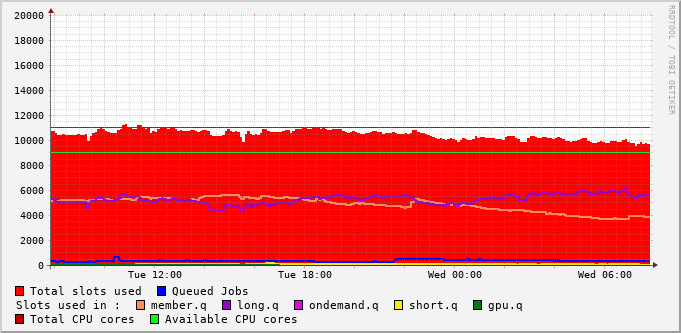 20000
18000
16000
14000
12000
10000
8000
6000
4000
2000
0
Tue 12:00 Tue 18:00 Wed 00:00 Wed 06:00
Total slots used Queued Jobs
Slots used in : member.q long.q ondemand.q short.q gpu.q
Total CPU cores Available CPU cores
RRDTOOL / TOBI OETIKER